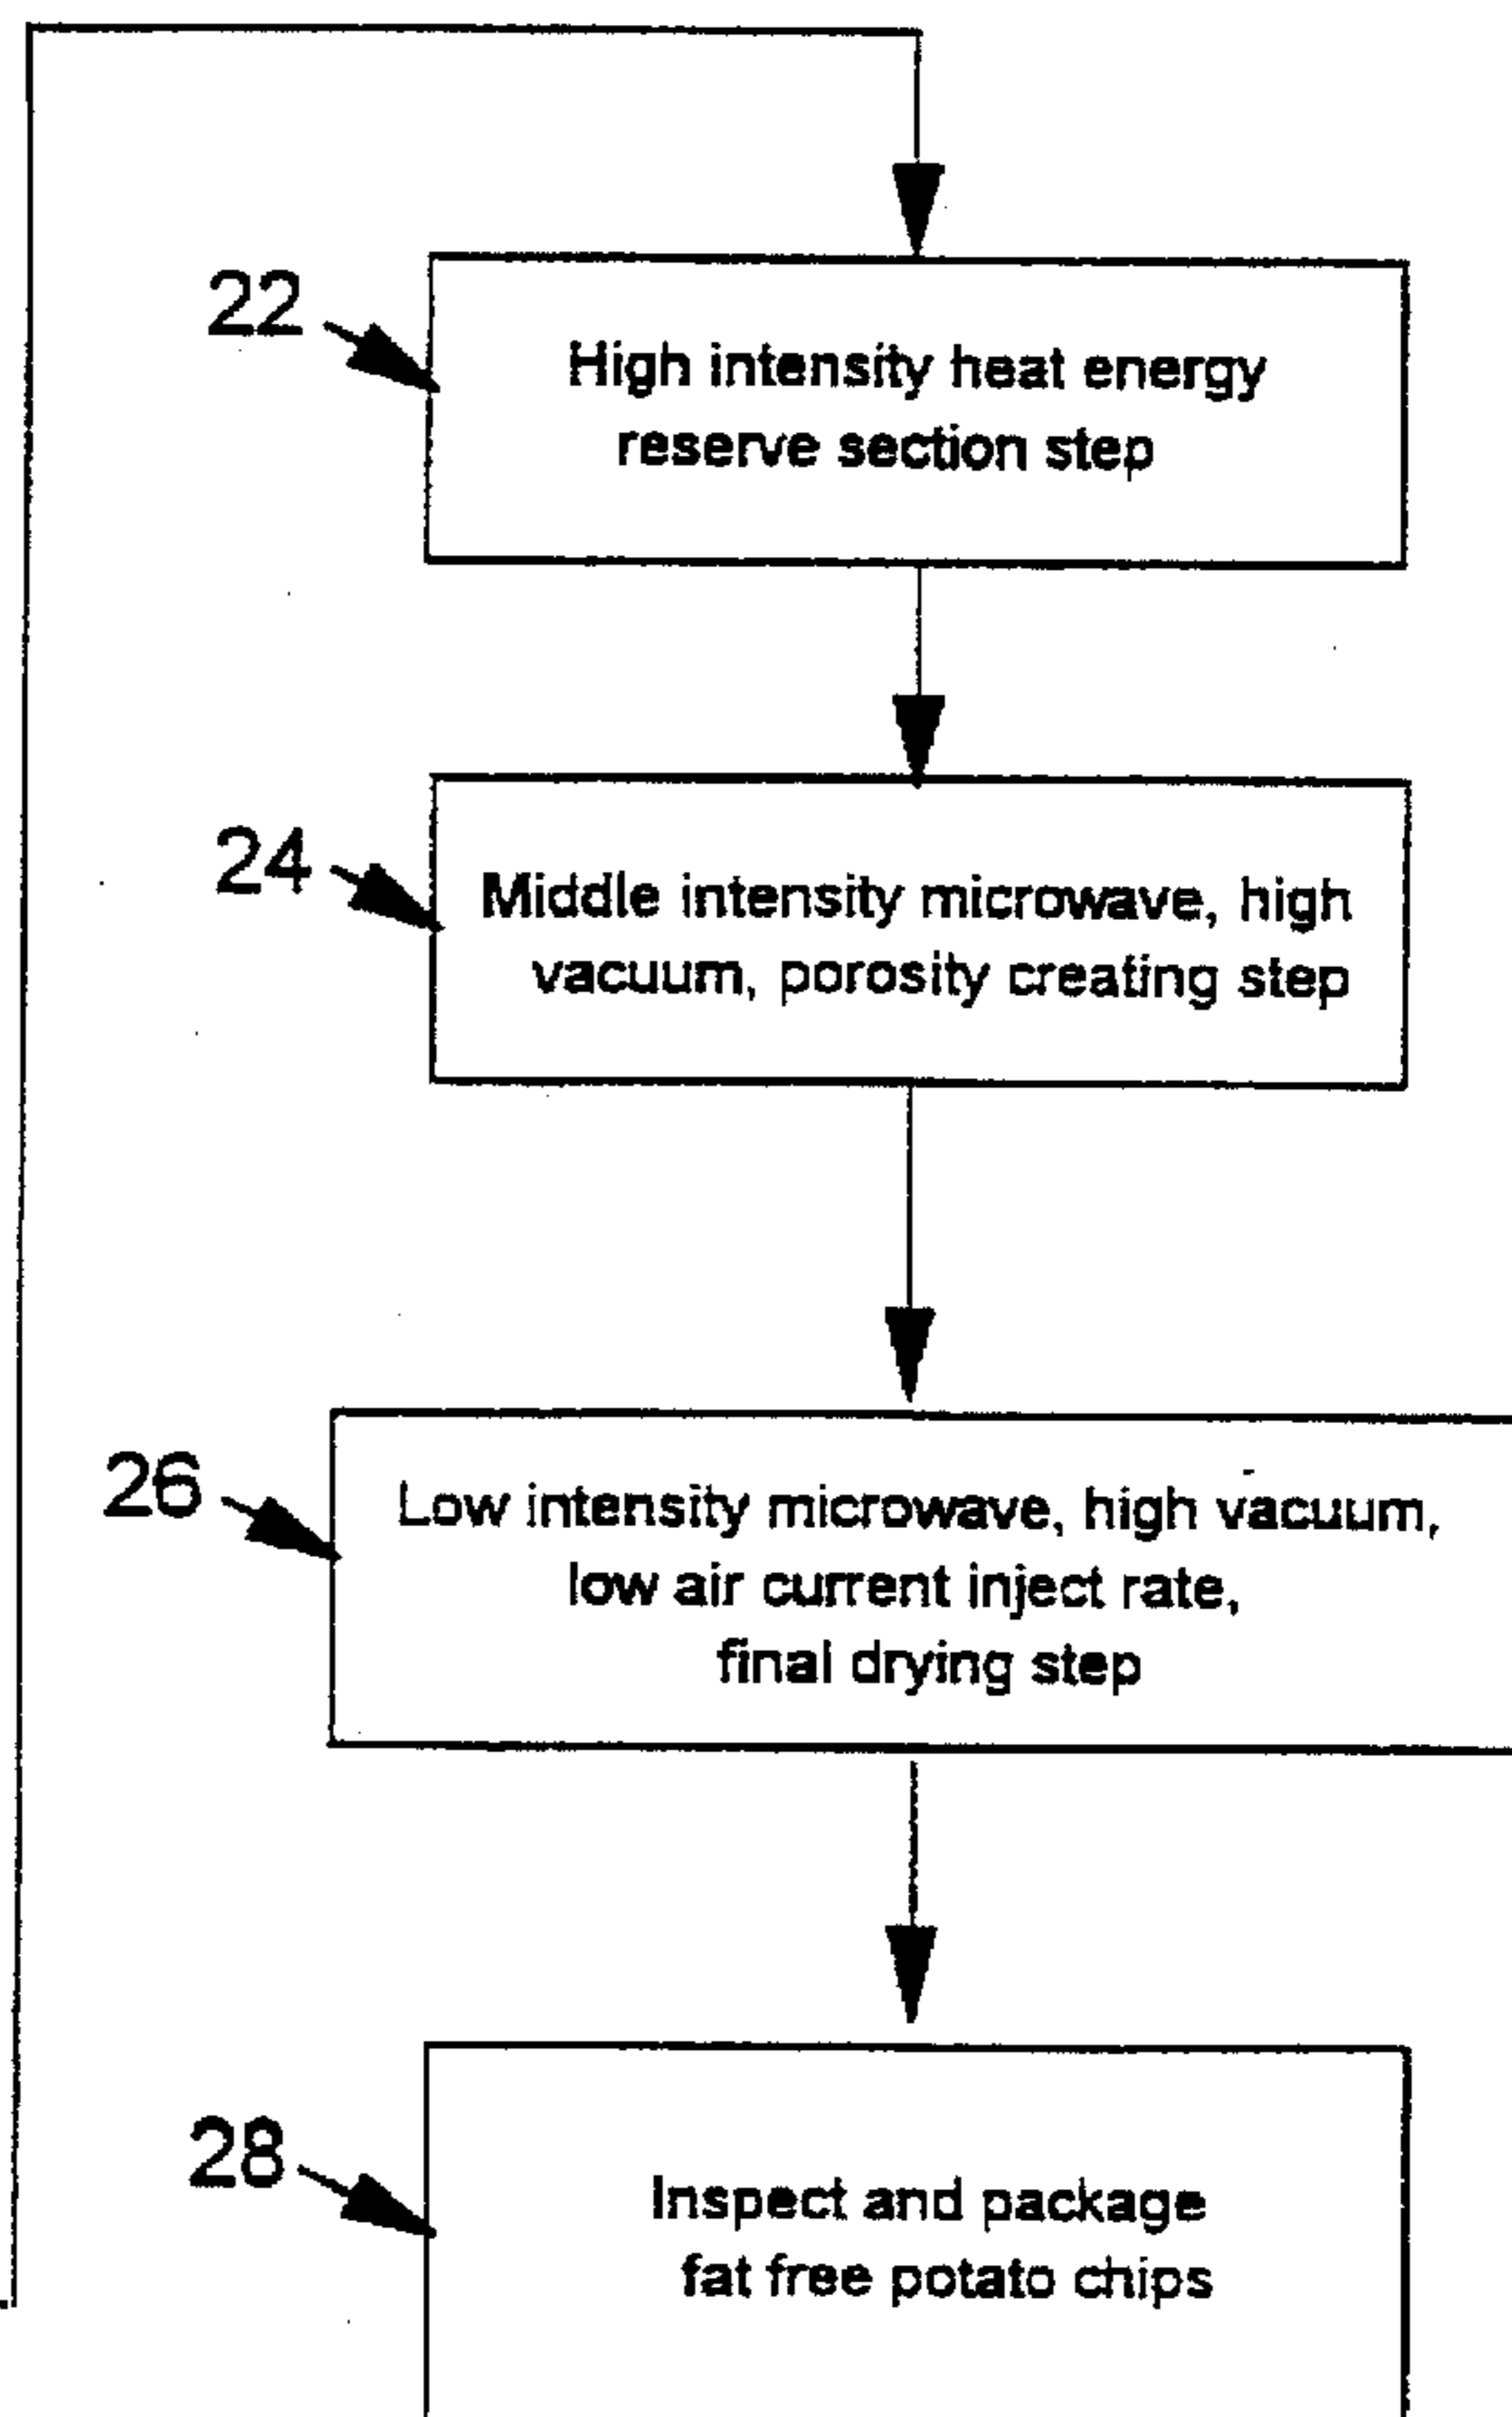 22
High intensity heat energy
reserve section step
24
Middle intensity microwave, high
vacuum, porosity creating step
26
Low intensity microwave, high vacuum,
low air current inject rate,
final drying step
28
Inspect and package
fat free potato chips